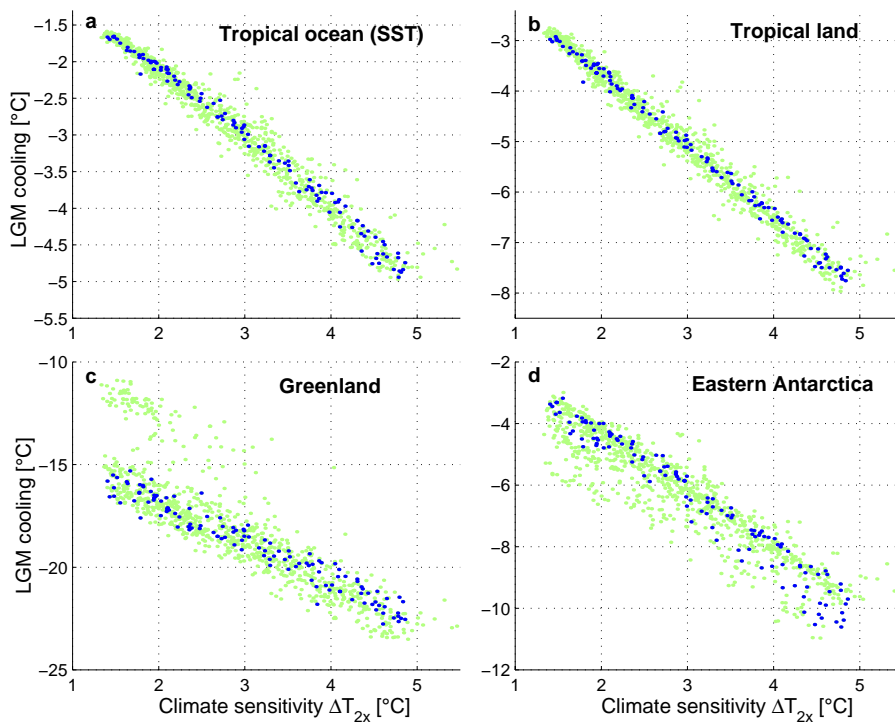 a
Tropical ocean (SST)
LGM cooling [°C]
−1.5
−2
−2.5
−3
−3.5
−4
−4.5
−5
−5.5
1 2 3 4 5
b
Tropical land
−3
−4
−5
−6
−7
−8
1 2 3 4 5
c
Greenland
LGM cooling [°C]
−10
−15
−20
−25
1 2 3 4 5
Climate sensitivity ΔT2x [°C]
d
Eastern Antarctica
−2
−4
−6
−8
−10
−12
1 2 3 4 5
Climate sensitivity ΔT2x [°C]